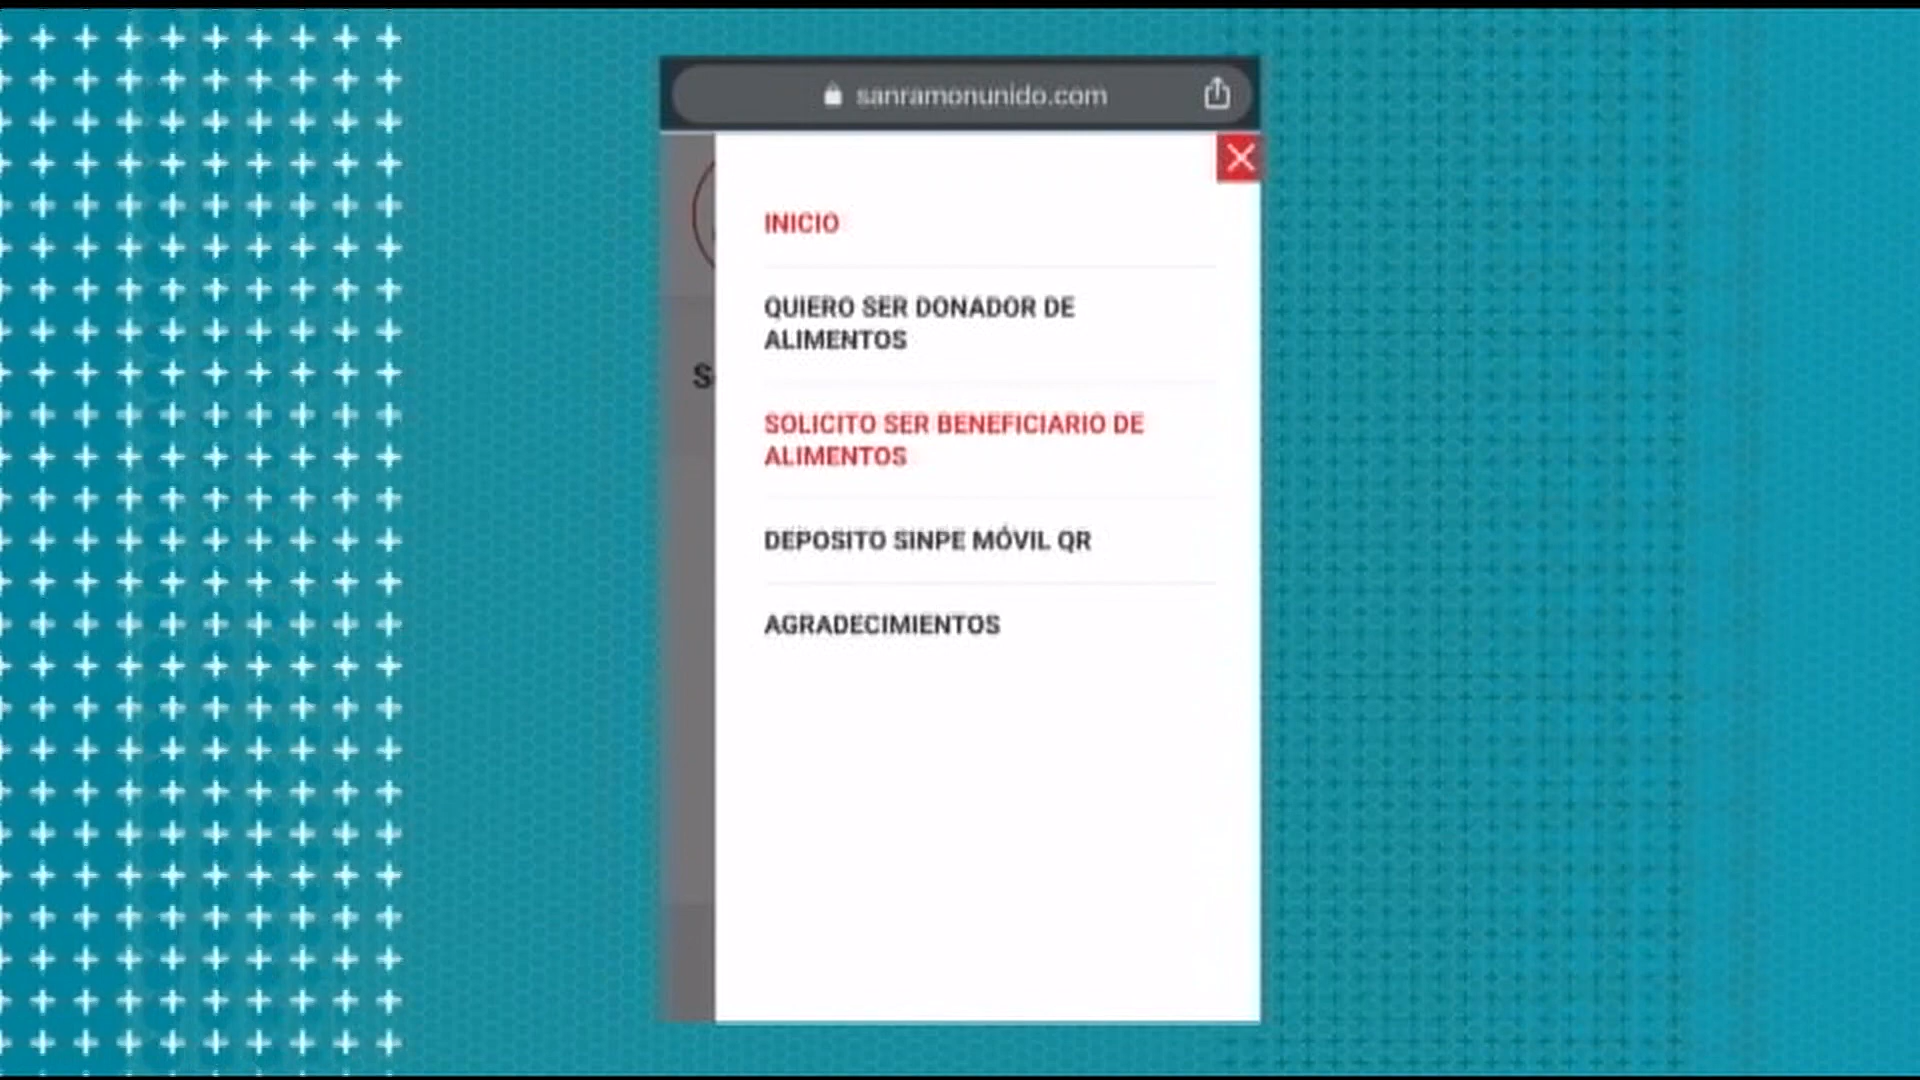 sanramonunido.com
INICIO
QUIERO SER DONADOR DE
ALIMENTOS
SOLICITO SER BENEFICIARIO DE
ALIMENTOS
DEPOSITO SINPE MÓVIL QR
AGRADECIMIENTOS